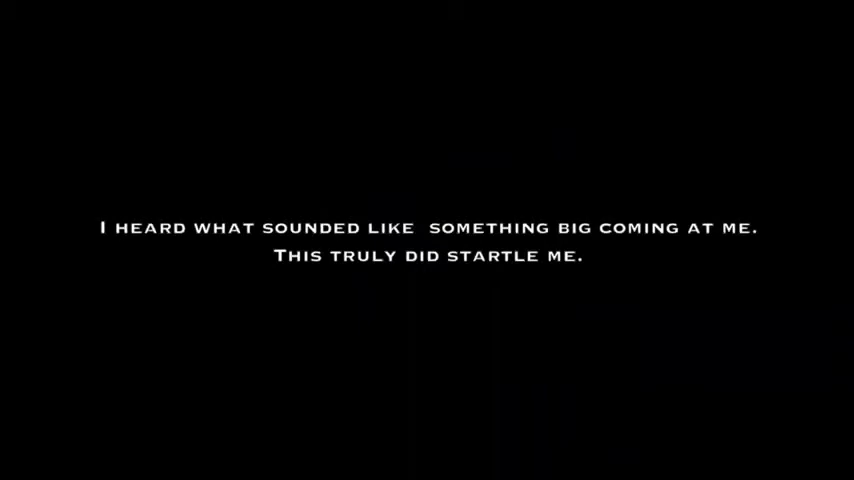 I HEARD WHAT SOUNDED LIKE  SOMETHING BIG COMING AT ME.
THIS TRULY DID STARTLE ME.